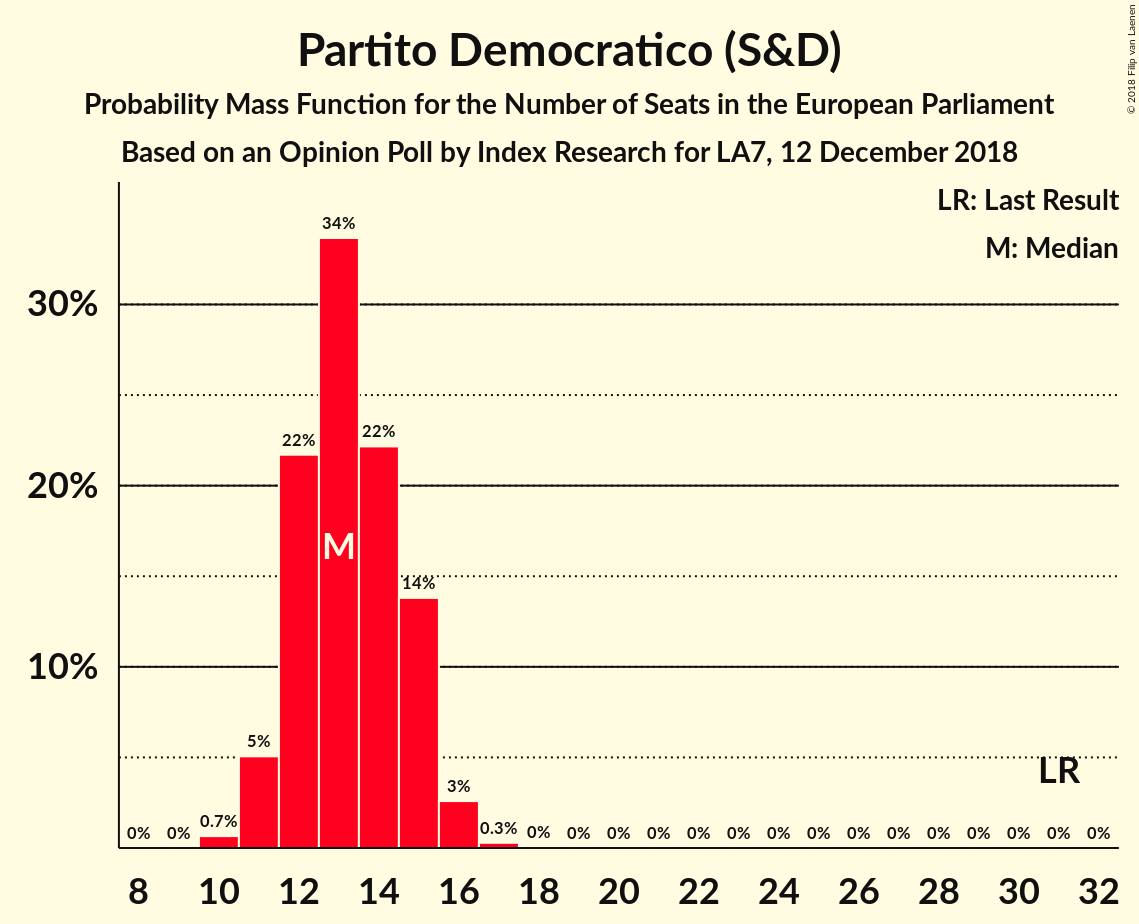 Partito Democratico (S&D)
Probability Mass Function for the Number of Seats in the European Parliament
Based on an Opinion Poll by Index Research for LA7, 12 December 2018
© 2018 Filip van Laenen
LR: Last Result
M: Median
34%
30%
22%
22%
20%
M
14%
10%
5%
LR
3%
0.7%
0.3%
0% 0% 0% 0% 0% 0% 0% 0% 0% 0% 0% 0% 0% 0% 0% 0% 0%
8 10 12 14 16 18 20 22 24 26 28 30 32